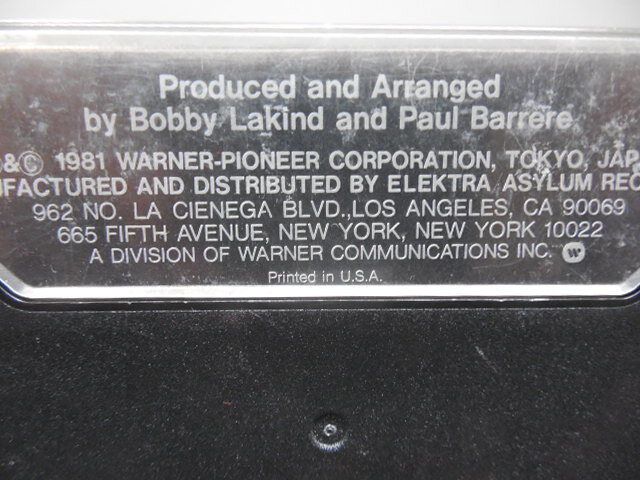 Produced and Arranged
by Bobby Lakind and Paul Barrere
&© 1981 WARNER-PIONEER CORPORATION, TOKYO, JAP
UFACTURED AND DISTRIBUTED BY ELEKTRA ASYLUM REC
962 NO. LA CIENEGA BLVD.,LOS ANGELES, CA 90069
665 FIFTH AVENUE, NEW YORK, NEW YORK 10022
A DIVISION OF WARNER COMMUNICATIONS INC.
Printed in U.S.A.